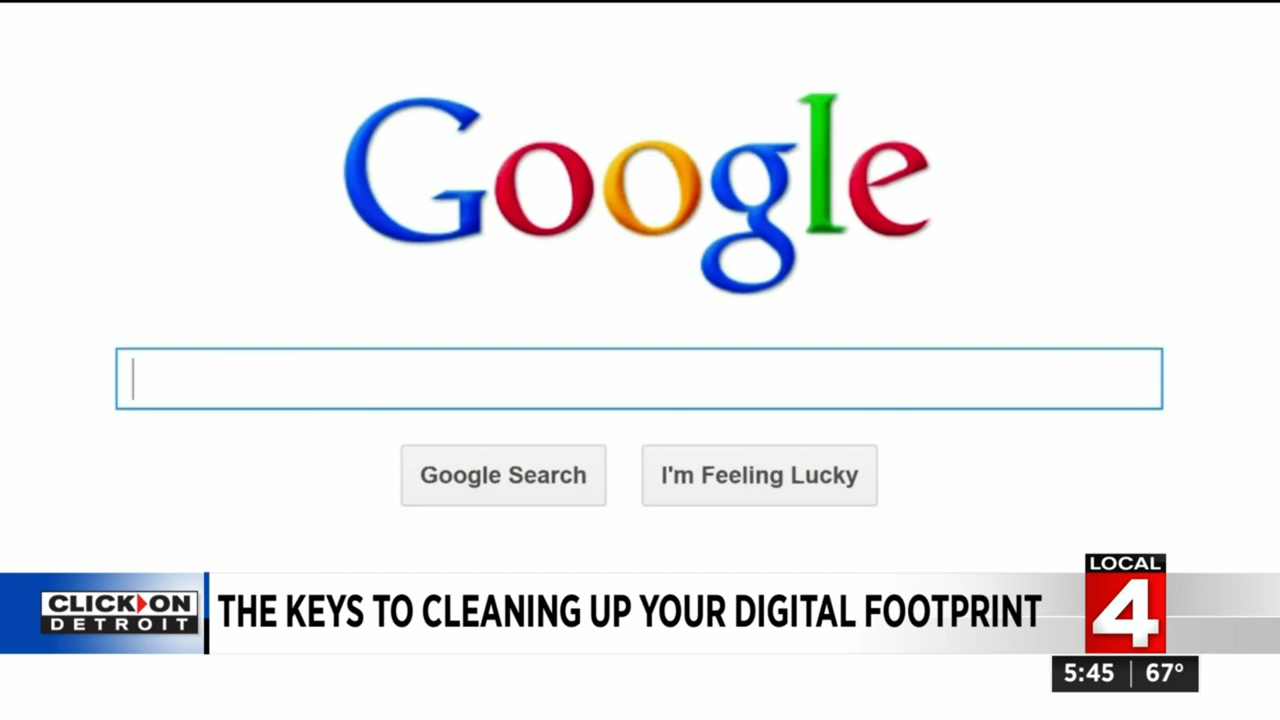 Google
Google Search
I'm Feeling Lucky
CLICK ON
DETROIT
THE KEYS TO CLEANING UP YOUR DIGITAL FOOTPRINT
LOCAL
4
5:45 67°